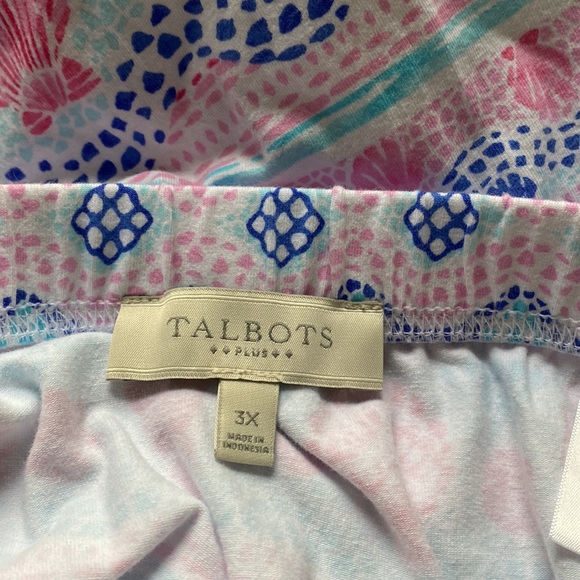 TALBOTS
PLUS
3X
MADE IN
INDONESIA